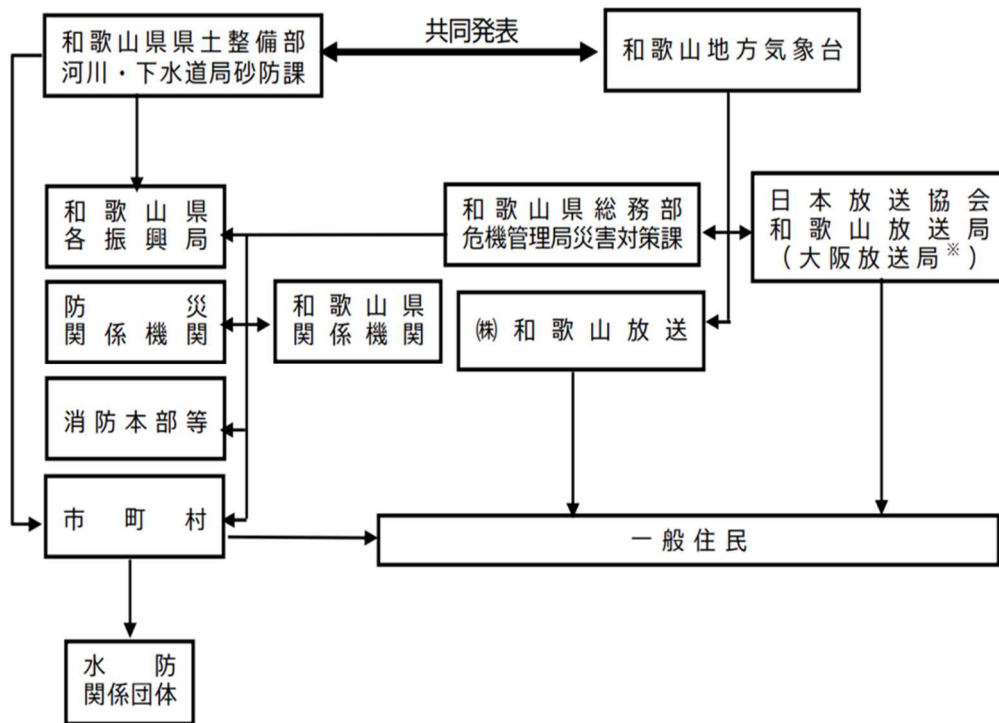 共同発表
和歌山県県土整備部
河川・下水道局砂防課
和歌山地方気象台
和歌山県
各振興局
和歌山県総務部
危機管理局災害対策課
日本放送協会
和歌山放送局
(大阪放送局※)
防災
関係機関
和歌山県
関係機関
㈱和歌山放送
消防本部等
市町村
一般住民
水防
関係団体